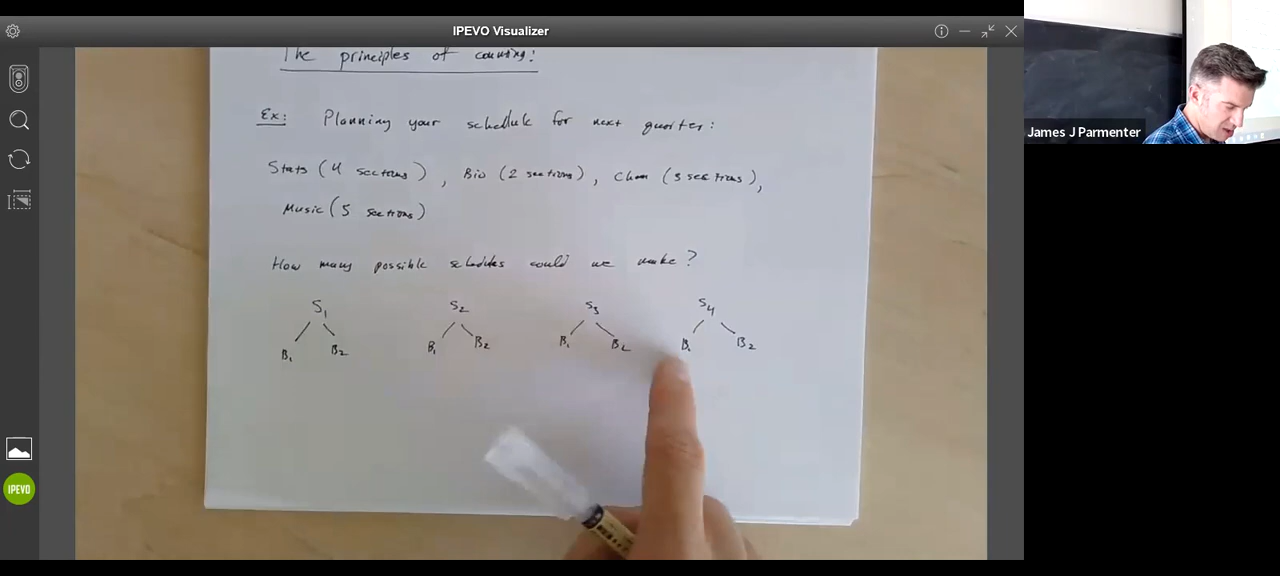 IPEVO Visualizer
James J Parmenter
The principles of counting:
Ex: Planning your schedule for next quarter:
Stats (4 sections), Bio (2 sections), Chem (3 sections),
Music (5 sections)
How many possible schedules could we make?
S1 S2 S3 S4
B1 B2 B1 B2 B1 B2 B1 B2
IPEVO